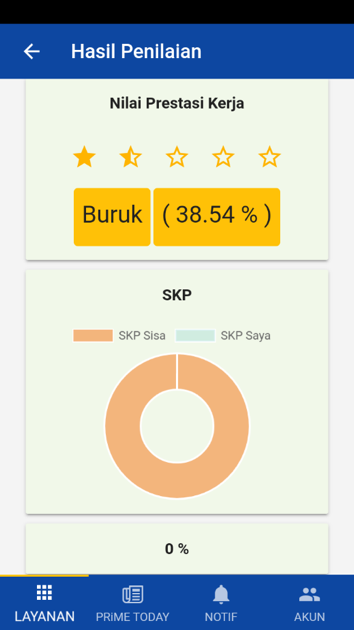 Hasil Penilaian
Nilai Prestasi Kerja
Buruk ( 38.54 % )
SKP
SKP Sisa SKP Saya
0 %
LAYANAN PRiME TODAY NOTIF AKUN